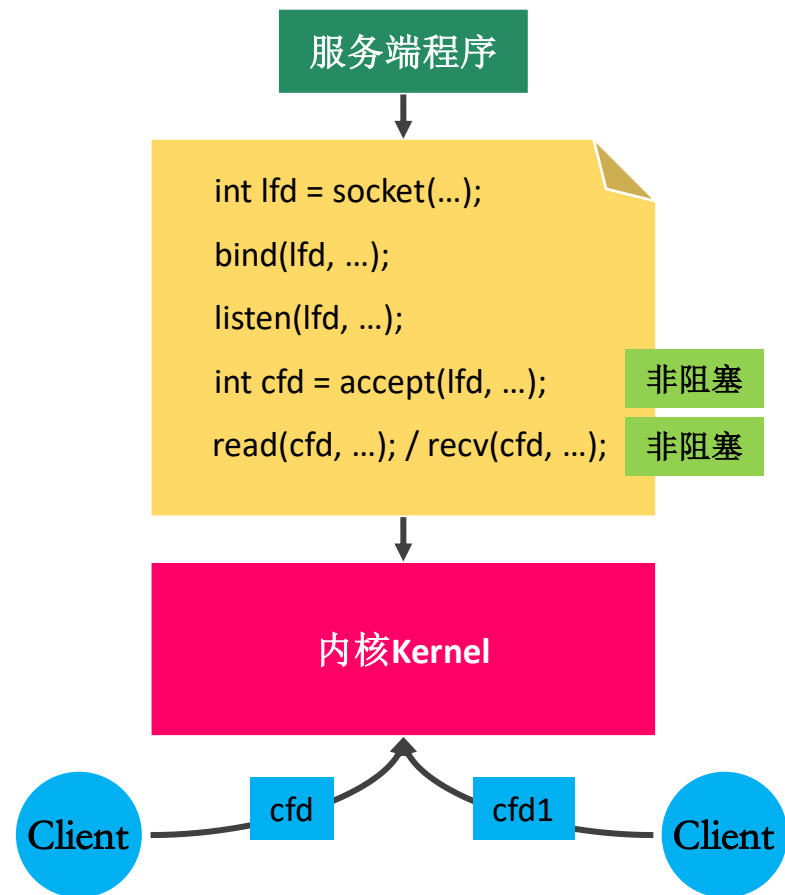 服务端程序
int lfd = socket(…);
bind(lfd, …);
listen(lfd, …);
int cfd = accept(lfd, …);
非阻塞
read(cfd, …); / recv(cfd, …);
非阻塞
内核Kernel
cfd
cfd1
Client
Client